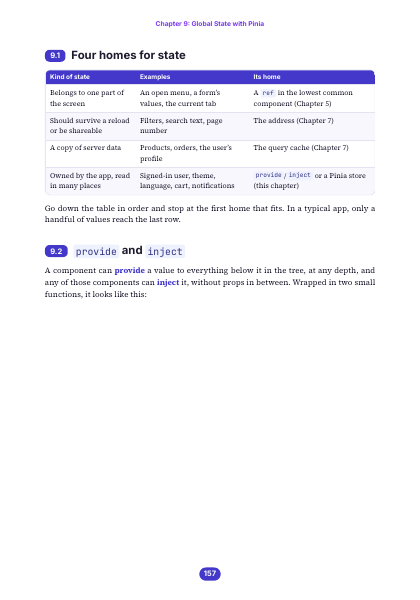 Chapter 9: Global State with Pinia
9.1 Four homes for state
Kind of state Examples Its home
Belongs to one part of the screen An open menu, a form's values, the current tab A ref in the lowest common component (Chapter 5)
Should survive a reload or be shareable Filters, search text, page number The address (Chapter 7)
A copy of server data Products, orders, the user's profile The query cache (Chapter 7)
Owned by the app, read in many places Signed-in user, theme, language, cart, notifications provide / inject or a Pinia store (this chapter)
Go down the table in order and stop at the first home that fits. In a typical app, only a
handful of values reach the last row.
9.2 provide and inject
A component can provide a value to everything below it in the tree, at any depth, and
any of those components can inject it, without props in between. Wrapped in two small
functions, it looks like this:
157